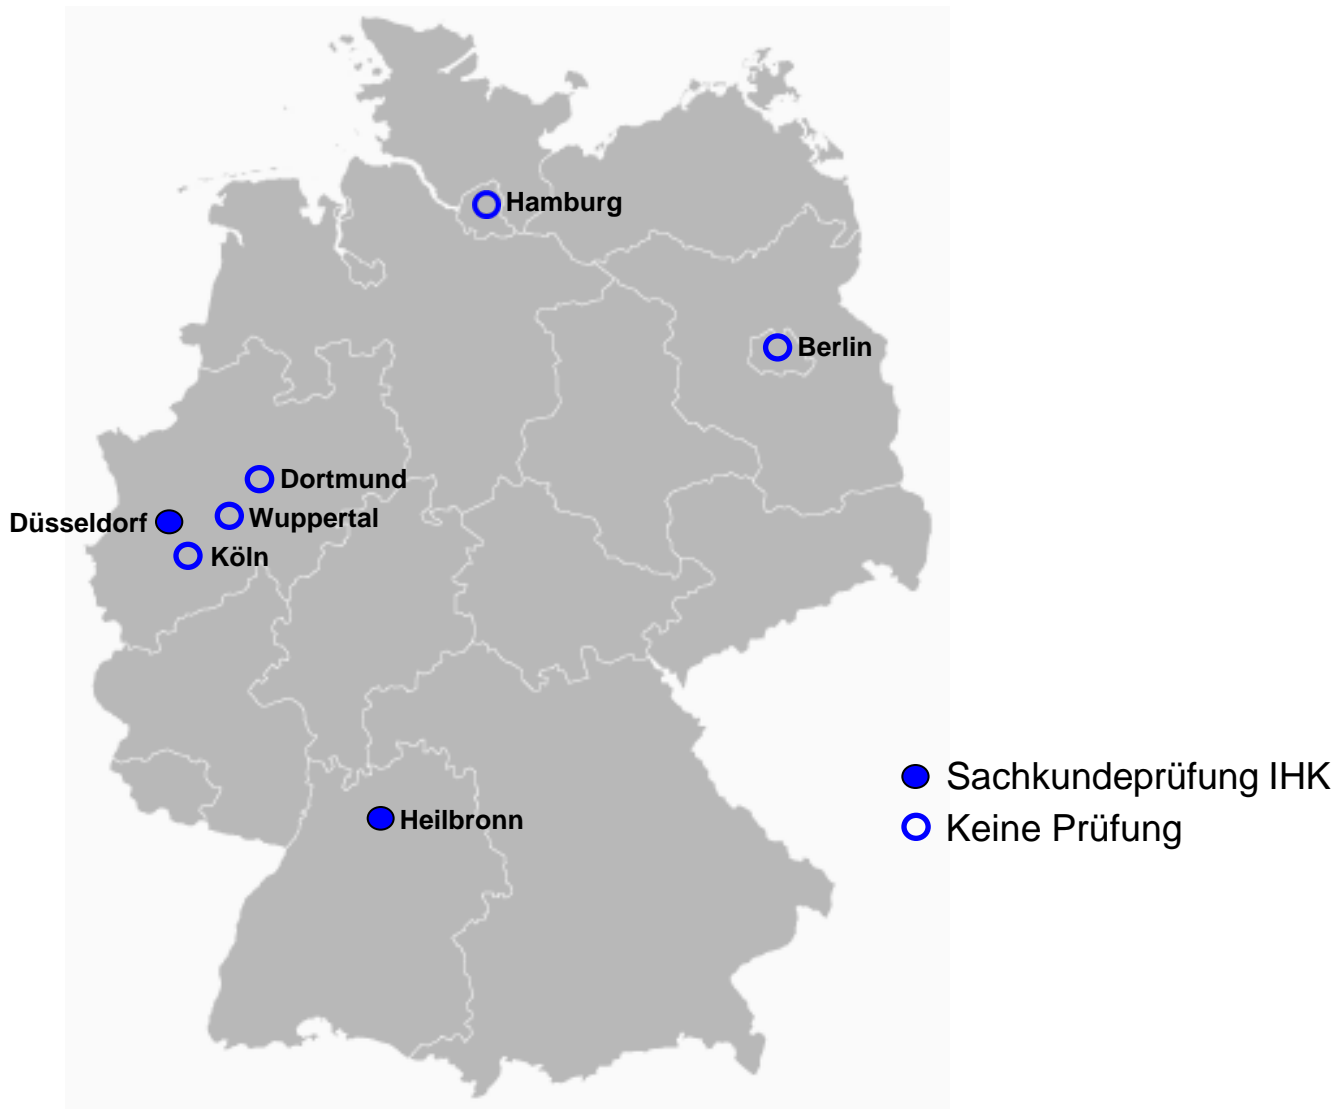 Hamburg
Berlin
Dortmund
Wuppertal
Düsseldorf
Köln
Sachkundeprüfung IHK
Heilbronn
Keine Prüfung